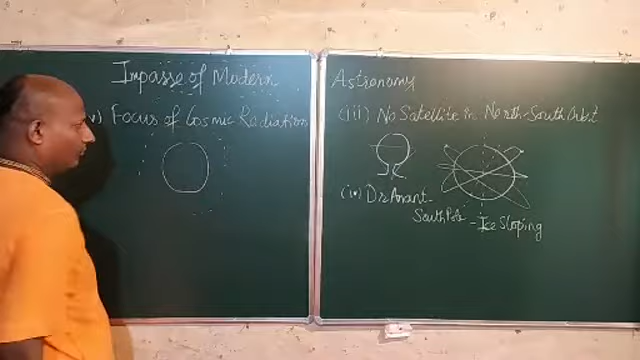 Impasse of Modern Astronomy
v) Focus of Cosmic Radiation
(iii) No Satellite in North-South Orbit
(iv) Dr Anant-
South Pole - Ice Sloping